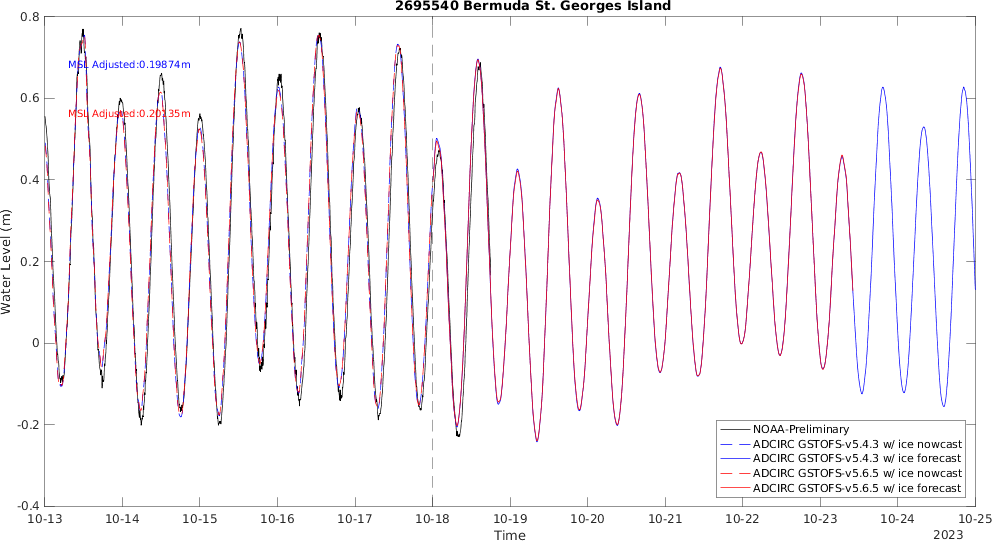 2695540 Bermuda St. Georges Island
0.8
0.6
0.4
0.2
0
-0.2
-0.4
Water Level (m)
MSL Adjusted:0.19874m
MSL Adjusted:0.20235m
NOAA-Preliminary
ADCIRC GSTOFS-v5.4.3 w/ ice nowcast
ADCIRC GSTOFS-v5.4.3 w/ ice forecast
ADCIRC GSTOFS-v5.6.5 w/ ice nowcast
ADCIRC GSTOFS-v5.6.5 w/ ice forecast
10-13 10-14 10-15 10-16 10-17 10-18 10-19 10-20 10-21 10-22 10-23 10-24 10-25
Time
2023